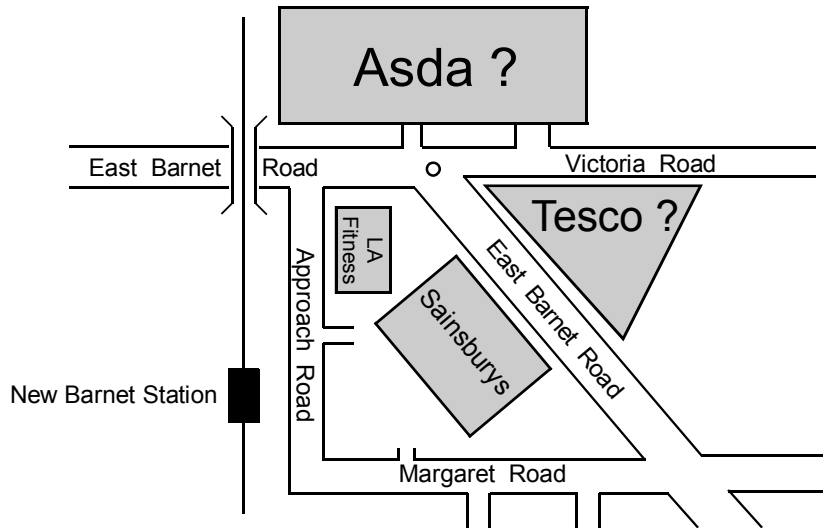 Asda ?
East Barnet Road
Victoria Road
Tesco ?
LA
Fitness
Approach Road
Sainsburys
East Barnet Road
New Barnet Station
Margaret Road